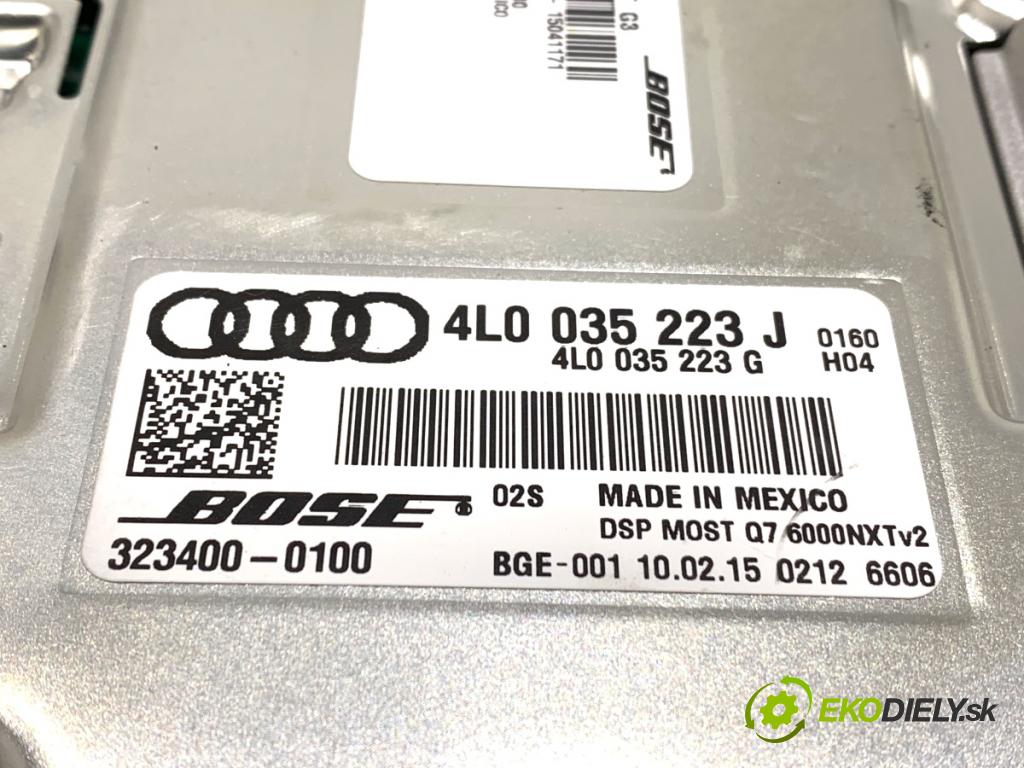 G3
15041171
BOSE
4L0 035 223 J 0160
4L0 035 223 G H04
BOSE 02S MADE IN MEXICO
DSP MOST Q7 6000NXTv2
323400-0100 BGE-001 10.02.15 0212 6606
EKODIELY.sk